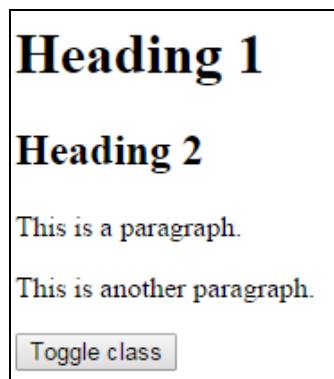 Heading 1
Heading 2
This is a paragraph.
This is another paragraph.
Toggle class